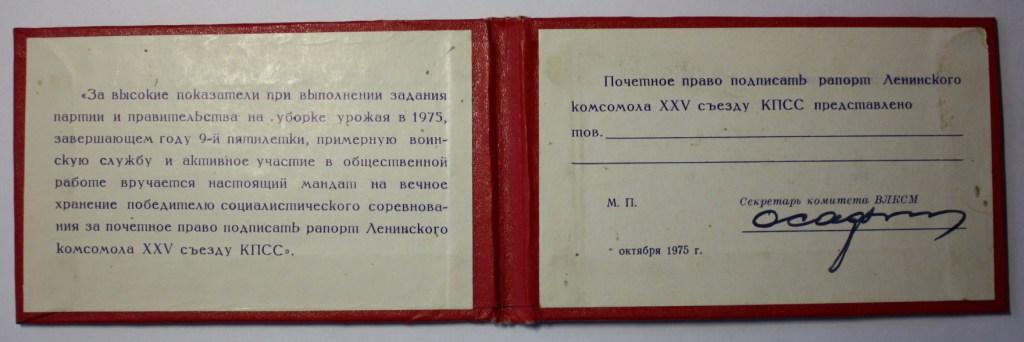 «За высокие показатели при выполнении задания
партии и правительства на уборке урожая в 1975,
завершающем году 9-й пятилетки, примерную воин-
скую службу и активное участие в общественной
работе вручается настоящий мандат на вечное
хранение победителю социалистического соревнова-
ния за почетное право подписать рапорт Ленинского
комсомола XXV съезду КПСС».
Почетное право подписать рапорт Ленинского
комсомола XXV съезду КПСС представлено
тов.
М. П.
Секретарь комитета ВЛКСМ
октября 1975 г.